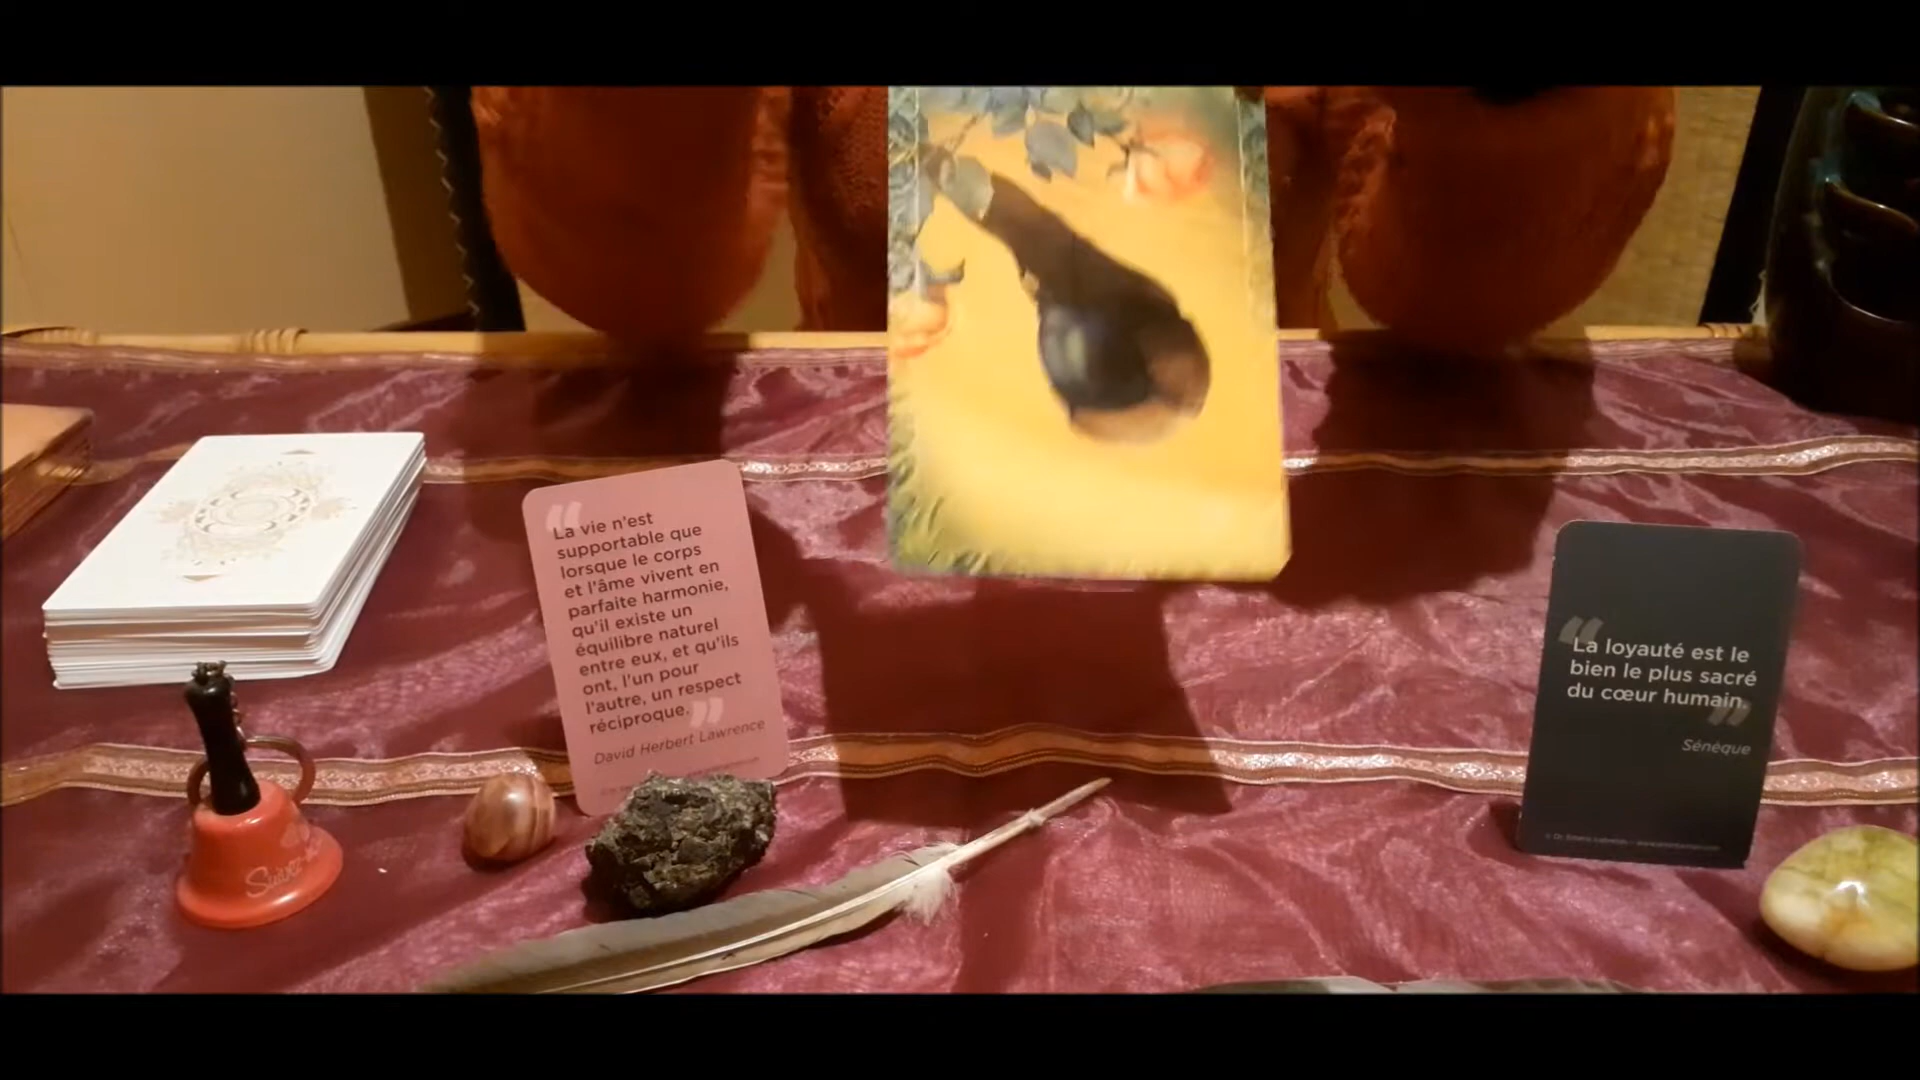 La vie n'est
supportable que
lorsque le corps
et l'âme vivent en
parfaite harmonie,
qu'il existe un
équilibre naturel
entre eux, et qu'ils
ont, l'un pour
l'autre, un respect
réciproque.
David Herbert Lawrence
La loyauté est le
bien le plus sacré
du cœur humain.
Sénèque